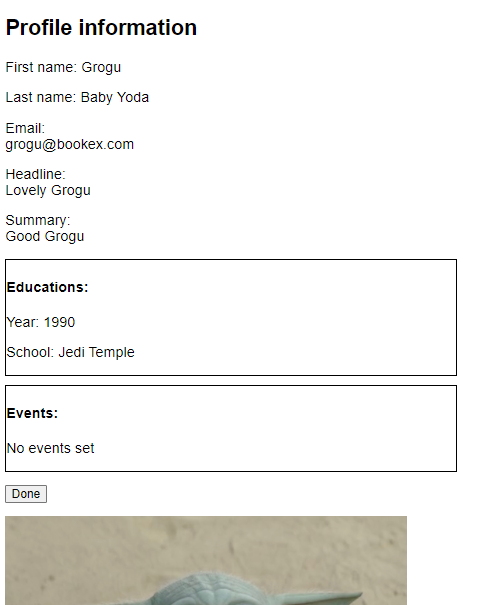 Profile information
First name: Grogu
Last name: Baby Yoda
Email:
grogu@bookex.com
Headline:
Lovely Grogu
Summary:
Good Grogu
Educations:
Year: 1990
School: Jedi Temple
Events:
No events set
Done